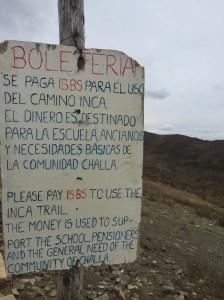 BOLETERIA
SE PAGA 15BS PARA EL USO
DEL CAMINO INCA.
EL DINERO ES DESTINADO
PARA LA ESCUELA, ANCIANOS
Y NECESIDADES BÁSICAS DE
LA COMUNIDAD CHALLA.
PLEASE PAY 15BS TO USE THE
INCA TRAIL.
THE MONEY IS USED TO SUP-
PORT THE SCHOOL, PENSIONERS
AND THE GENERAL NEED OF THE
COMMUNITY OF CHALLA.